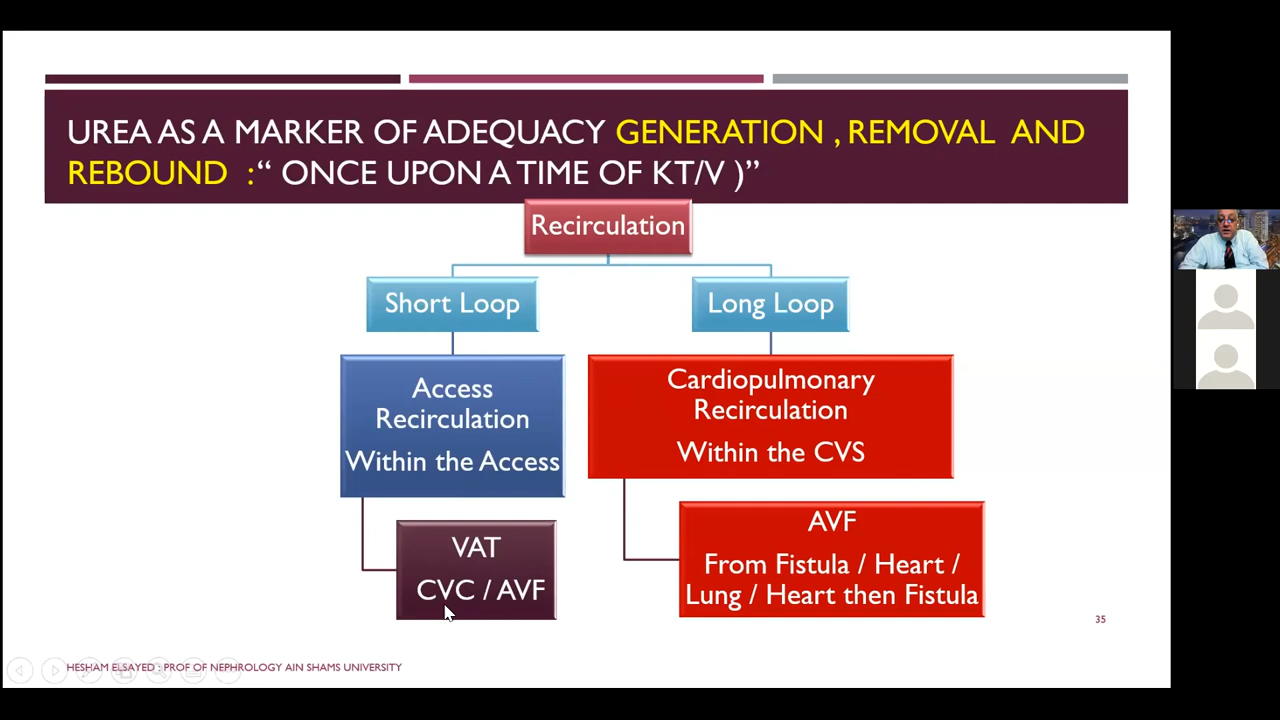 UREA AS A MARKER OF ADEQUACY GENERATION , REMOVAL AND
REBOUND :“ ONCE UPON A TIME OF KT/V )”
Recirculation
Short Loop
Long Loop
Access
Recirculation
Within the Access
Cardiopulmonary
Recirculation
Within the CVS
VAT
CVC / AVF
AVF
From Fistula / Heart /
Lung / Heart then Fistula
35
HESHAM ELSAYED : PROF OF NEPHROLOGY AIN SHAMS UNIVERSITY